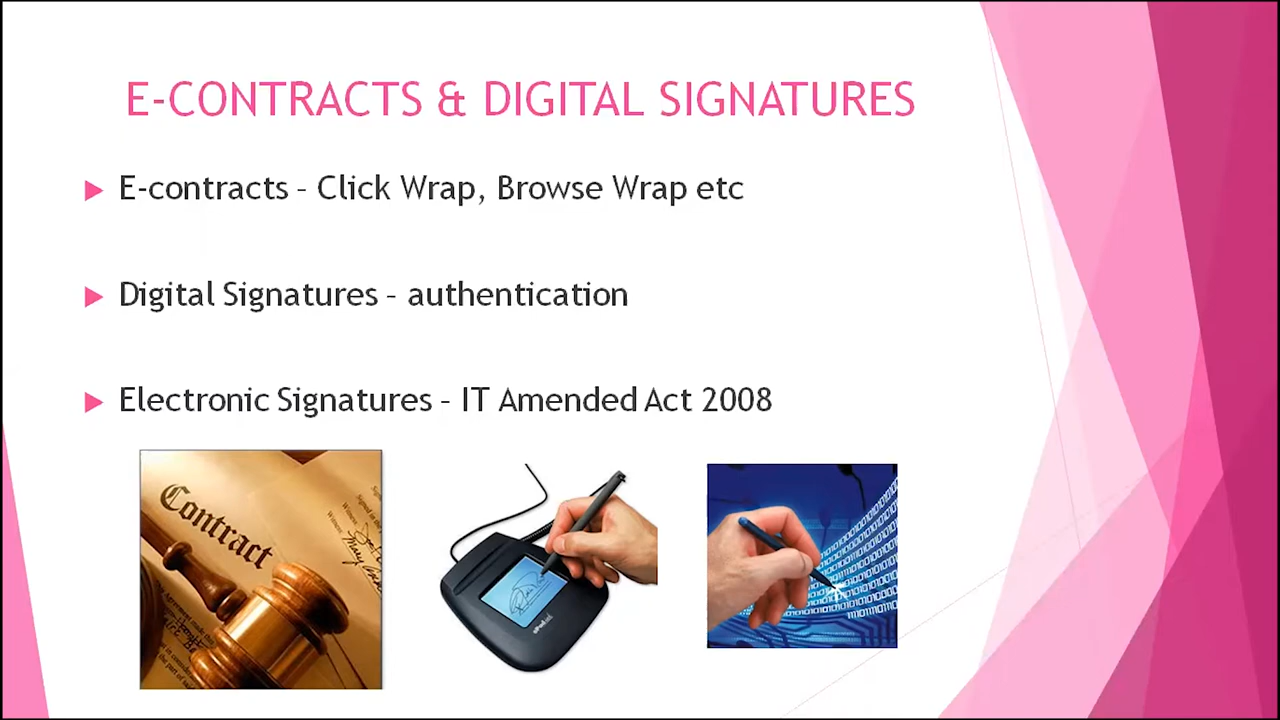 E-CONTRACTS & DIGITAL SIGNATURES
E-contracts – Click Wrap, Browse Wrap etc
Digital Signatures – authentication
Electronic Signatures – IT Amended Act 2008
Contract